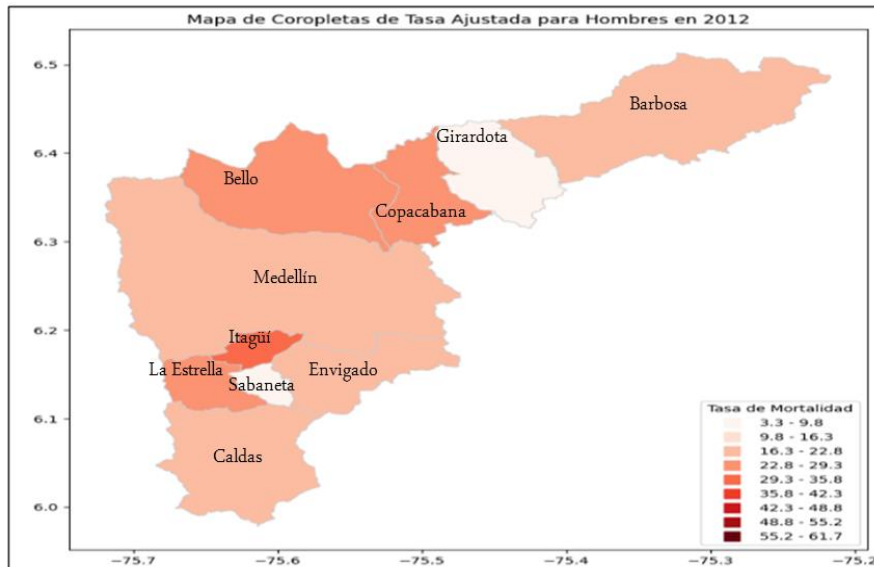 Mapa de Coropletas de Tasa Ajustada para Hombres en 2012
6.5
6.4
6.3
6.2
6.1
6.0
Barbosa
Girardota
Bello
Copacabana
Medellín
Itagüí
La Estrella
Sabaneta
Envigado
Caldas
Tasa de Mortalidad
3.3 - 9.8
9.8 - 16.3
16.3 - 22.8
22.8 - 29.3
29.3 - 35.8
35.8 - 42.3
42.3 - 48.8
48.8 - 55.2
55.2 - 61.7
−75.7 −75.6 −75.5 −75.4 −75.3 −75.2